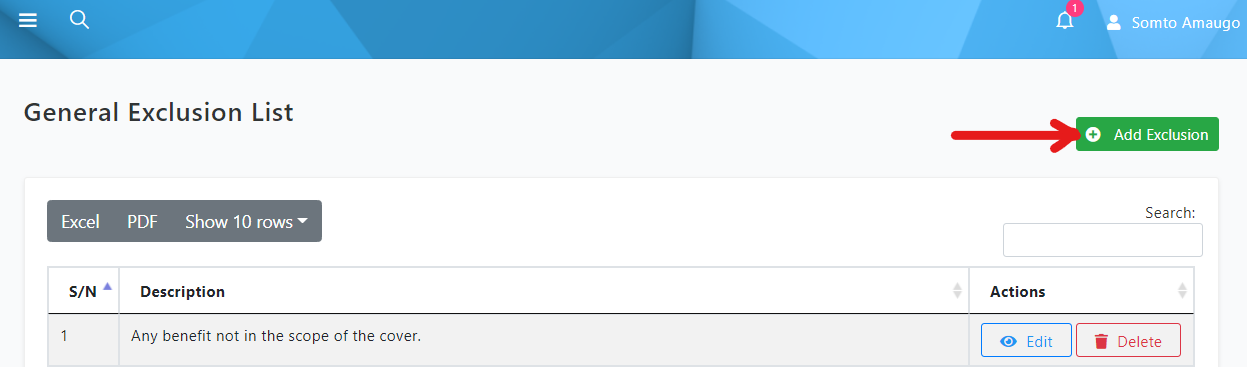 1
Somto Amaugo
General Exclusion List
Add Exclusion
Excel PDF Show 10 rows
Search:
S/N Description Actions
1 Any benefit not in the scope of the cover. Edit Delete